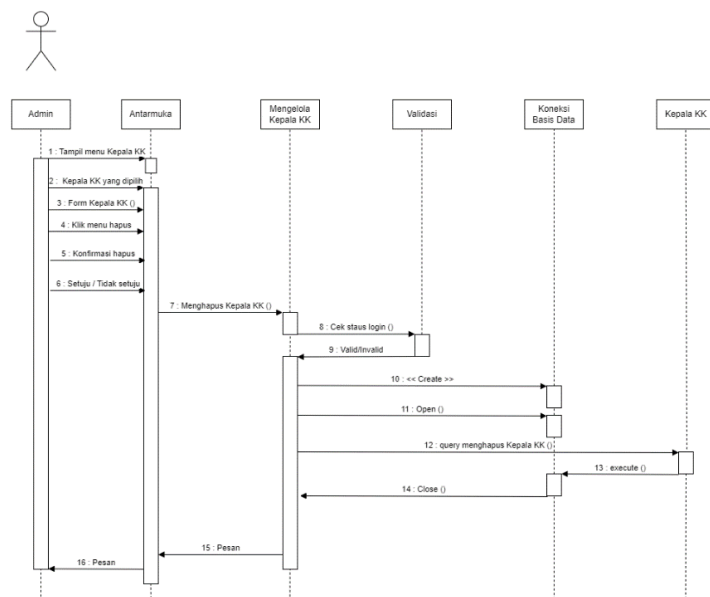 Admin
Antarmuka
Mengelola
Kepala KK
Validasi
Koneksi
Basis Data
Kepala KK
1 : Tampil menu Kepala KK
2 : Kepala KK yang dipilih
3 : Form Kepala KK ()
4 : Klik menu hapus
5 : Konfirmasi hapus
6 : Setuju / Tidak setuju
7 : Menghapus Kepala KK ()
8 : Cek staus login ()
9 : Valid/Invalid
10 : << Create >>
11 : Open ()
12 : query menghapus Kepala KK ()
13 : execute ()
14 : Close ()
15 : Pesan
16 : Pesan